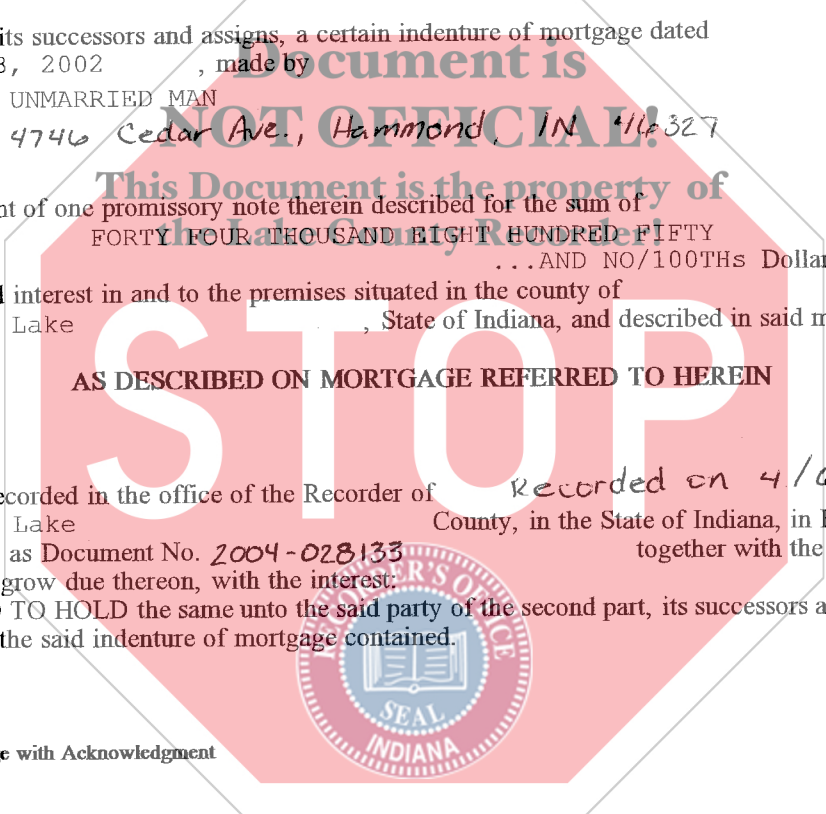 its successors and assigns, a certain indenture of mortgage dated
, 2002 , made by
Document is
UNMARRIED MAN
NOT OFFICIAL!
4746 Cedar Ave., Hammond, IN 46327
This Document is the property of
nt of one promissory note therein described for the sum of
the Lake County Recorder!
FORTY FOUR THOUSAND EIGHT HUNDRED FIFTY
...AND NO/100THs Dollar
interest in and to the premises situated in the county of
Lake , State of Indiana, and described in said m
STOP
AS DESCRIBED ON MORTGAGE REFERRED TO HEREIN
ecorded in the office of the Recorder of Recorded on 4/
Lake County, in the State of Indiana, in
as Document No. 2004-028133 together with the
grow due thereon, with the interest:
TO HOLD the same unto the said party of the second part, its successors a
the said indenture of mortgage contained.
RECORDER'S OFFICE
SEAL
INDIANA
e with Acknowledgment